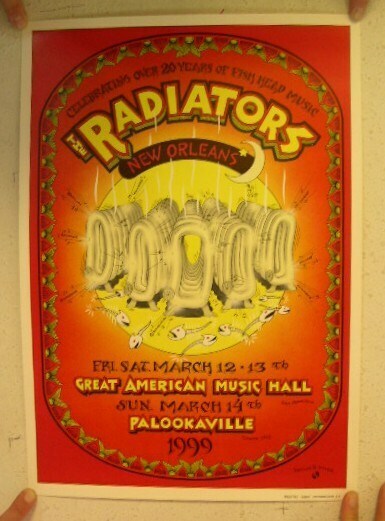 CELEBRATING OVER 20 YEARS OF FISH HEAD MUSIC
THE RADIATORS
NEW ORLEANS
FRI. SAT. MARCH 12 · 13 th
GREAT AMERICAN MUSIC HALL
SUN. MARCH 14 th
PALOOKAVILLE
1999